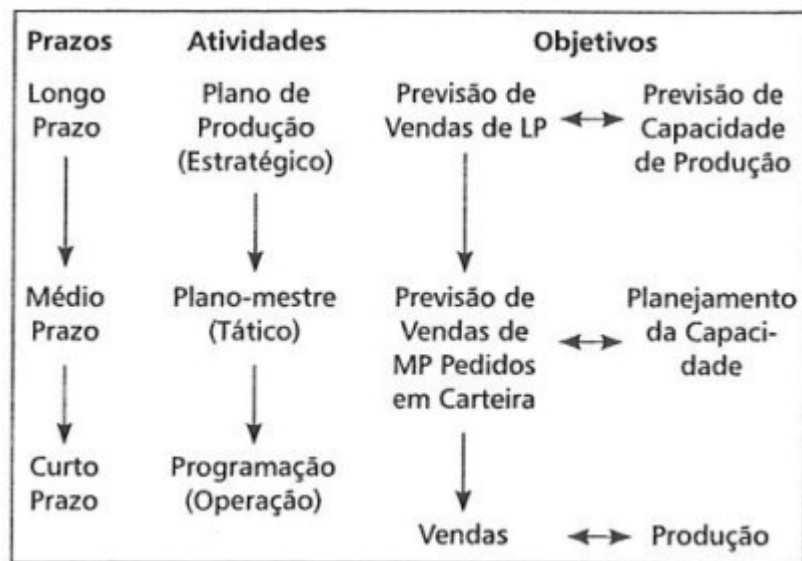 Prazos Atividades Objetivos
Longo Plano de Previsão de Previsão de
Prazo Produção Vendas de LP Capacidade
(Estratégico) de Produção
Médio Plano-mestre Previsão de Planejamento
Prazo (Tático) Vendas de da Capaci-
MP Pedidos dade
em Carteira
Curto Programação
Prazo (Operação)
Vendas Produção